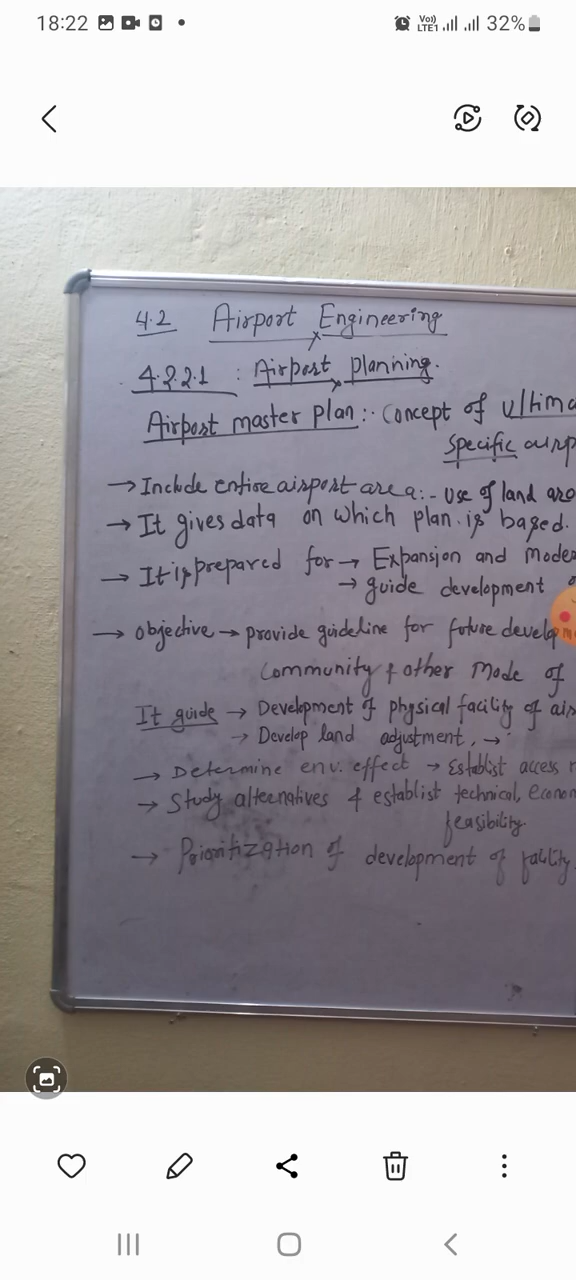 18:22
Vo)) LTE1 32%
4.2 Airport Engineering
4.2.2.1 : Airport planning.
Airport master plan :- Concept of ultima
specific airp
→ Include entire airport area :- Use of land aro
→ It gives data on which plan is based.
→ It is prepared for → Expansion and Mode
→ guide development
→ objective → provide guideline for future develop
Community & other Mode of
It guide → Development of physical facility of air
→ Develop land adjustment, →
→ Determine env. effect → Establist access r
→ Study alternatives & establist technical, econom
feasibility.
→ Prioritization of development of faility.